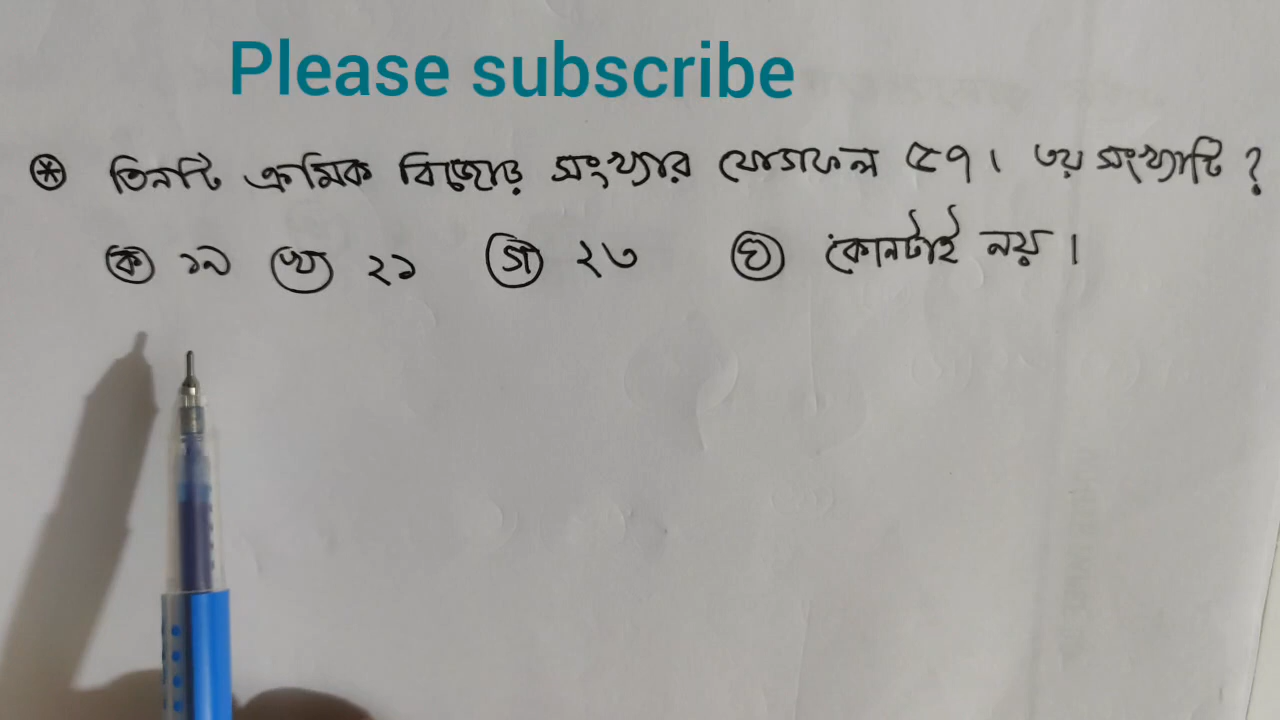 Please subscribe
* তিনটি ক্রমিক বিজোড় সংখ্যার যোগফল ৫৭। ৩য় সংখ্যাটি ?
ক ১৯ খ ২১ গ ২৩ ঘ কোনটাই নয়।